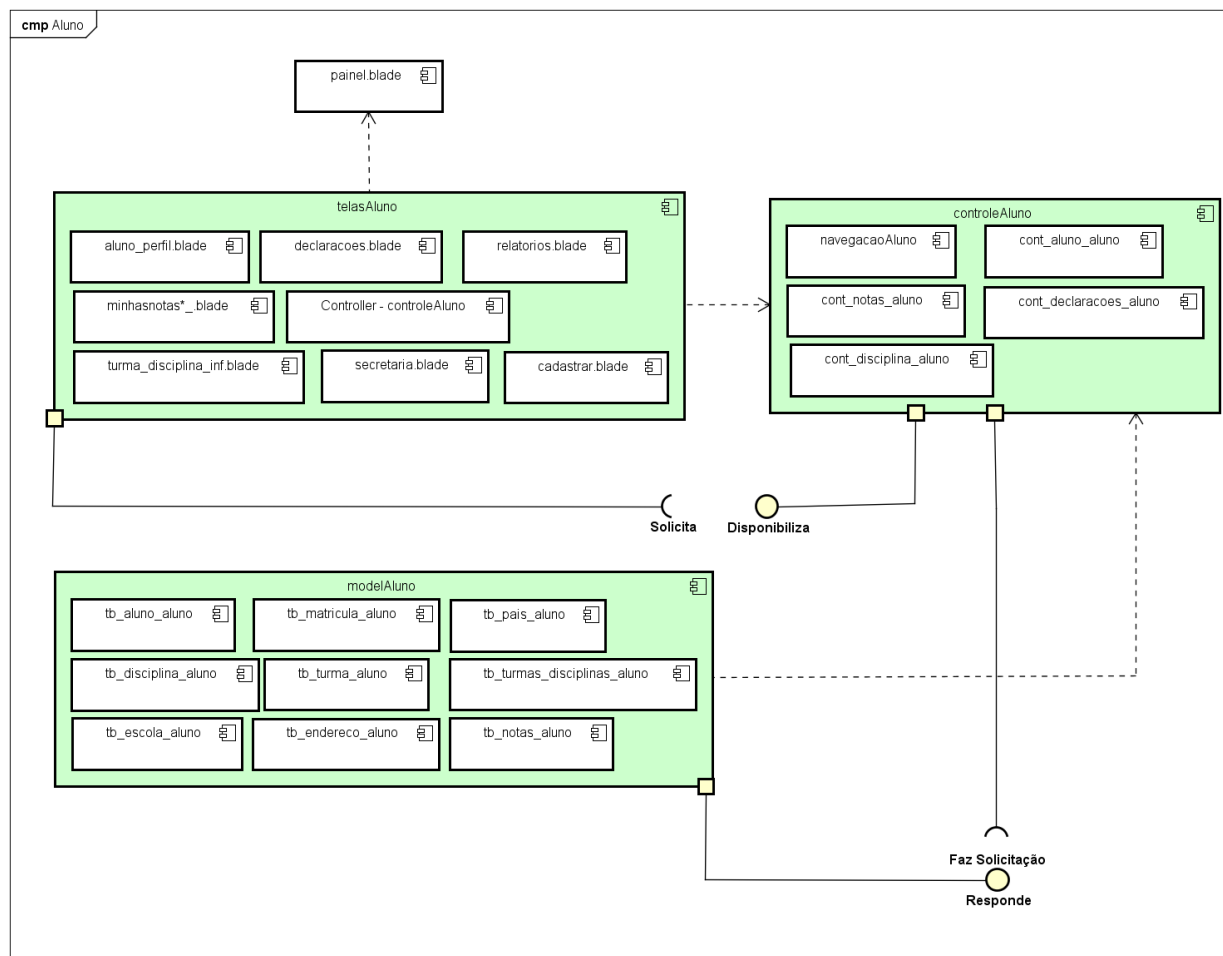 cmp Aluno
painel.blade
telasAluno
aluno_perfil.blade
declaracoes.blade
relatorios.blade
minhasnotas*_.blade
Controller - controleAluno
turma_disciplina_inf.blade
secretaria.blade
cadastrar.blade
controleAluno
navegacaoAluno
cont_aluno_aluno
cont_notas_aluno
cont_declaracoes_aluno
cont_disciplina_aluno
Solicita
Disponibiliza
modelAluno
tb_aluno_aluno
tb_matricula_aluno
tb_pais_aluno
tb_disciplina_aluno
tb_turma_aluno
tb_turmas_disciplinas_aluno
tb_escola_aluno
tb_endereco_aluno
tb_notas_aluno
Faz Solicitação
Responde